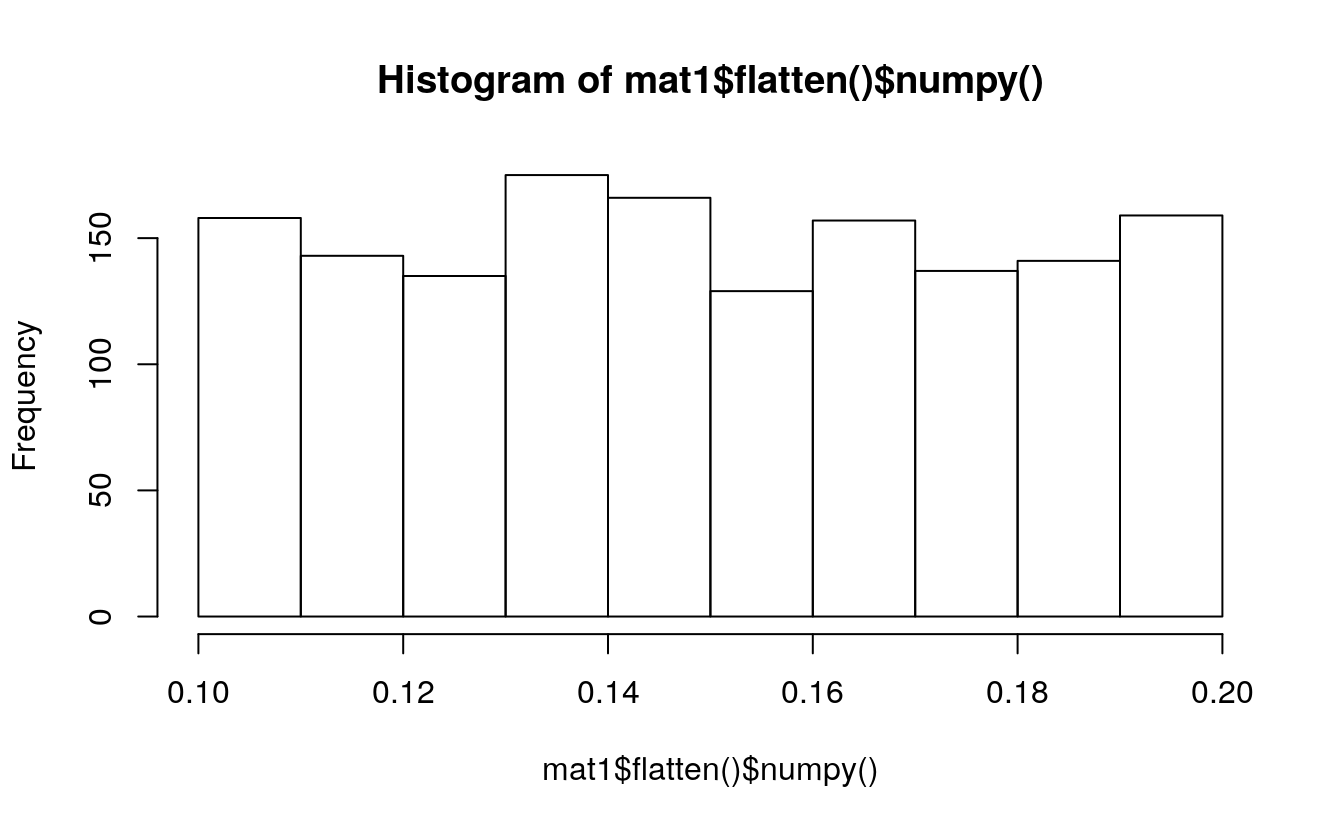 Histogram of mat1$flatten()$numpy()
Frequency
150
100
50
0
0.10 0.12 0.14 0.16 0.18 0.20
mat1$flatten()$numpy()